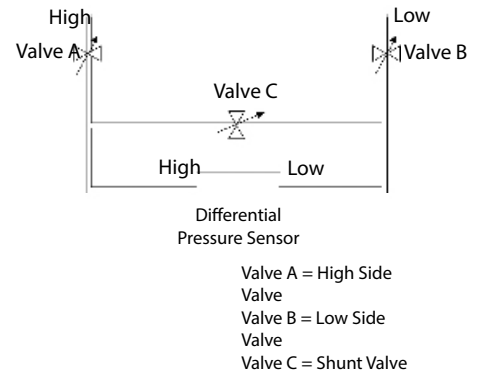 High
Low
Valve A
Valve B
Valve C
High
Low
Differential
Pressure Sensor
Valve A = High Side
Valve
Valve B = Low Side
Valve
Valve C = Shunt Valve